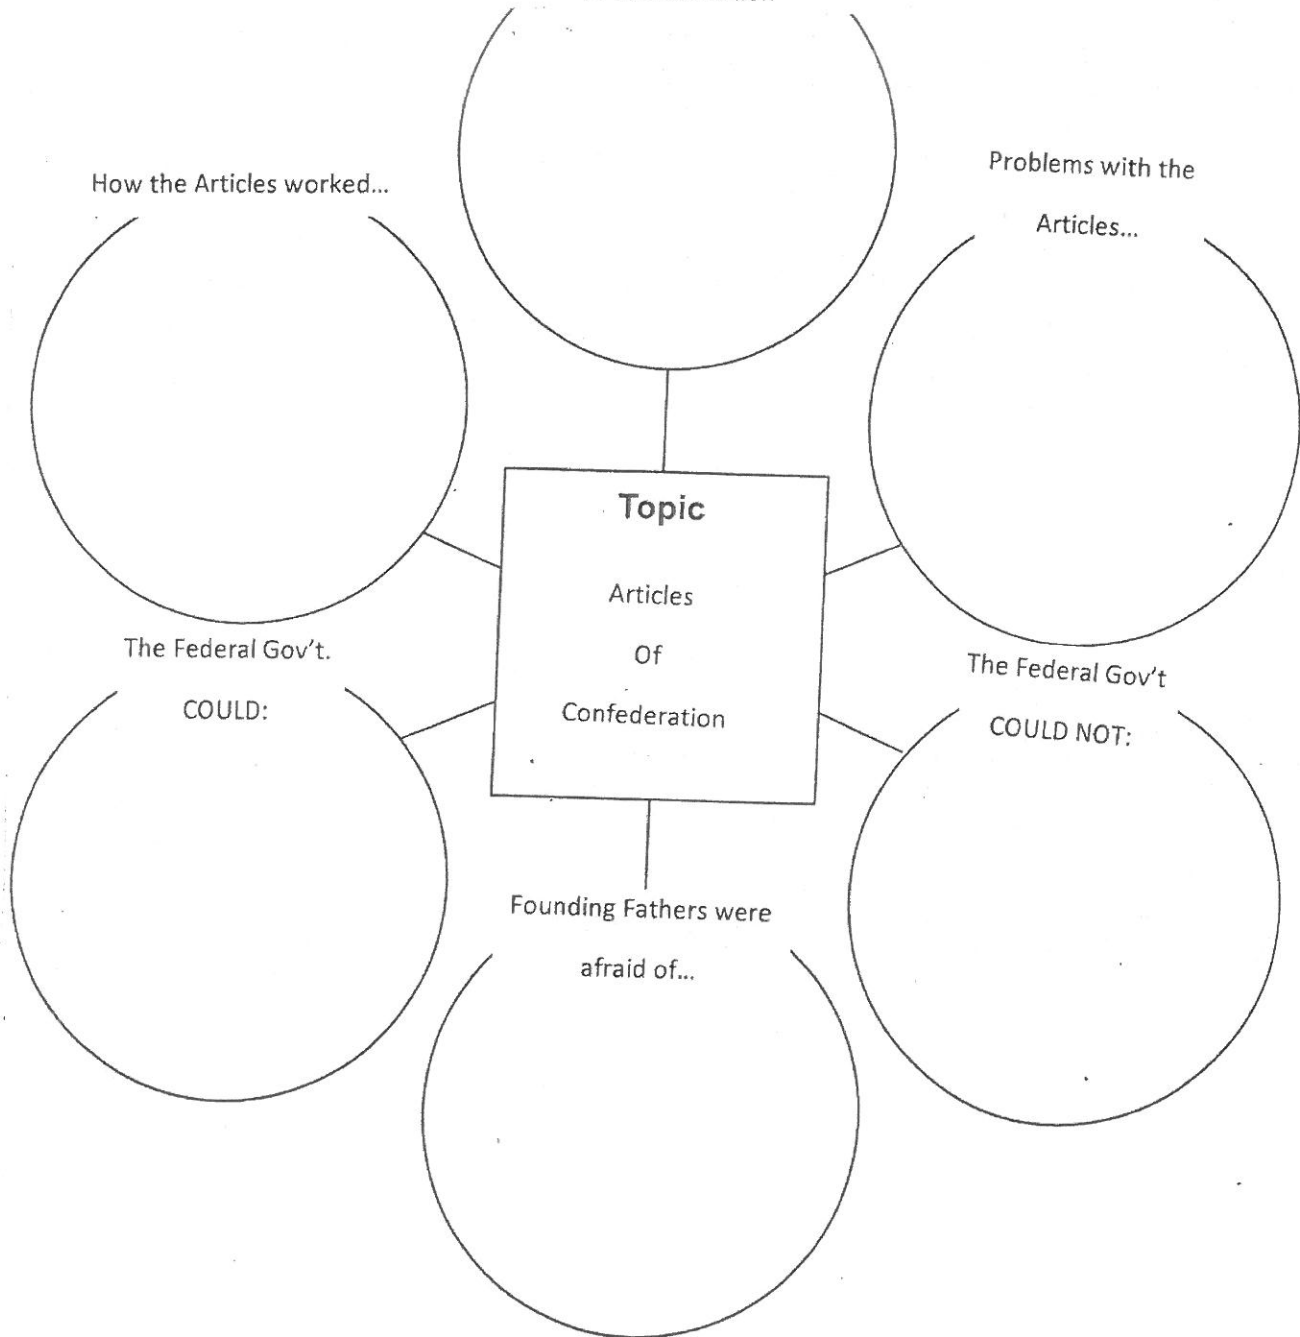 How the Articles worked...
Problems with the
Articles...
Topic
Articles
Of
Confederation
The Federal Gov't.
COULD:
The Federal Gov't
COULD NOT:
Founding Fathers were
afraid of...